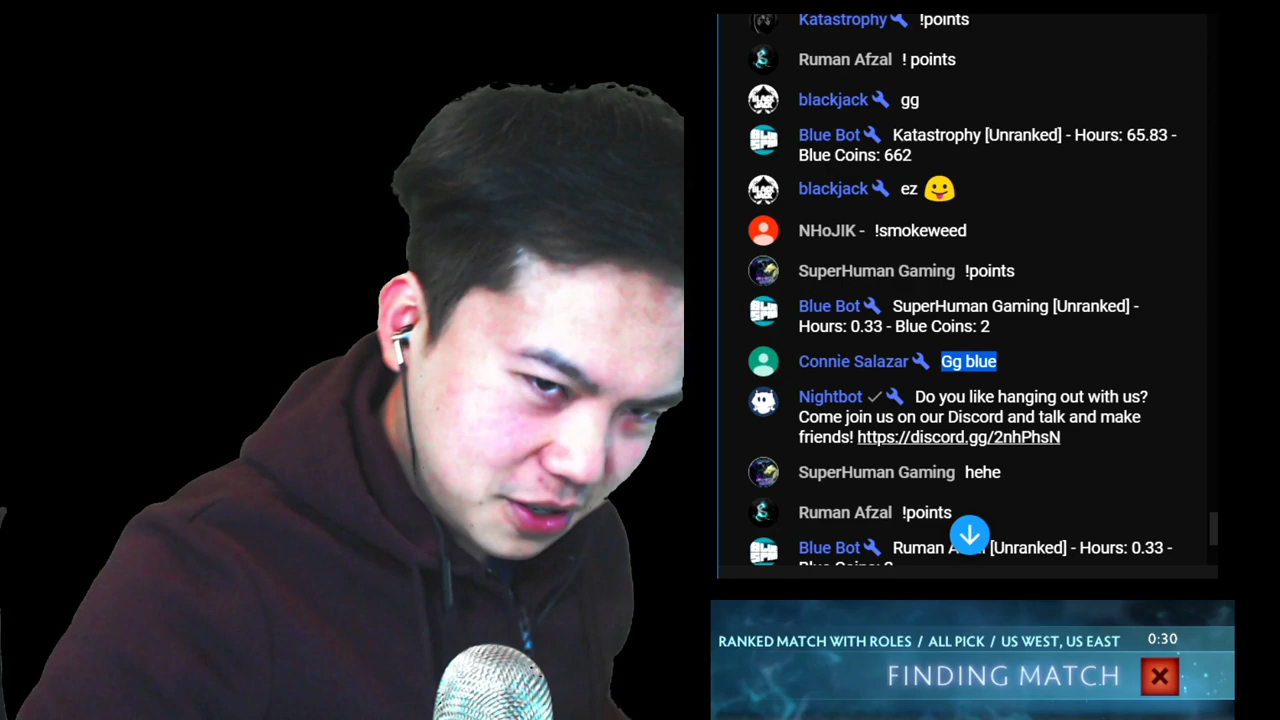 Katastrophy !points
Ruman Afzal ! points
blackjack gg
Blue Bot Katastrophy [Unranked] - Hours: 65.83 -
Blue Coins: 662
blackjack ez
NHoJIK - !smokeweed
SuperHuman Gaming !points
Blue Bot SuperHuman Gaming [Unranked] -
Hours: 0.33 - Blue Coins: 2
Connie Salazar Gg blue
Nightbot Do you like hanging out with us?
Come join us on our Discord and talk and make
friends! https://discord.gg/2nhPhsN
SuperHuman Gaming hehe
Ruman Afzal !points
Blue Bot Ruman [Unranked] - Hours: 0.33 -
Blue Coins:
RANKED MATCH WITH ROLES / ALL PICK / US WEST, US EAST 0:30
FINDING MATCH